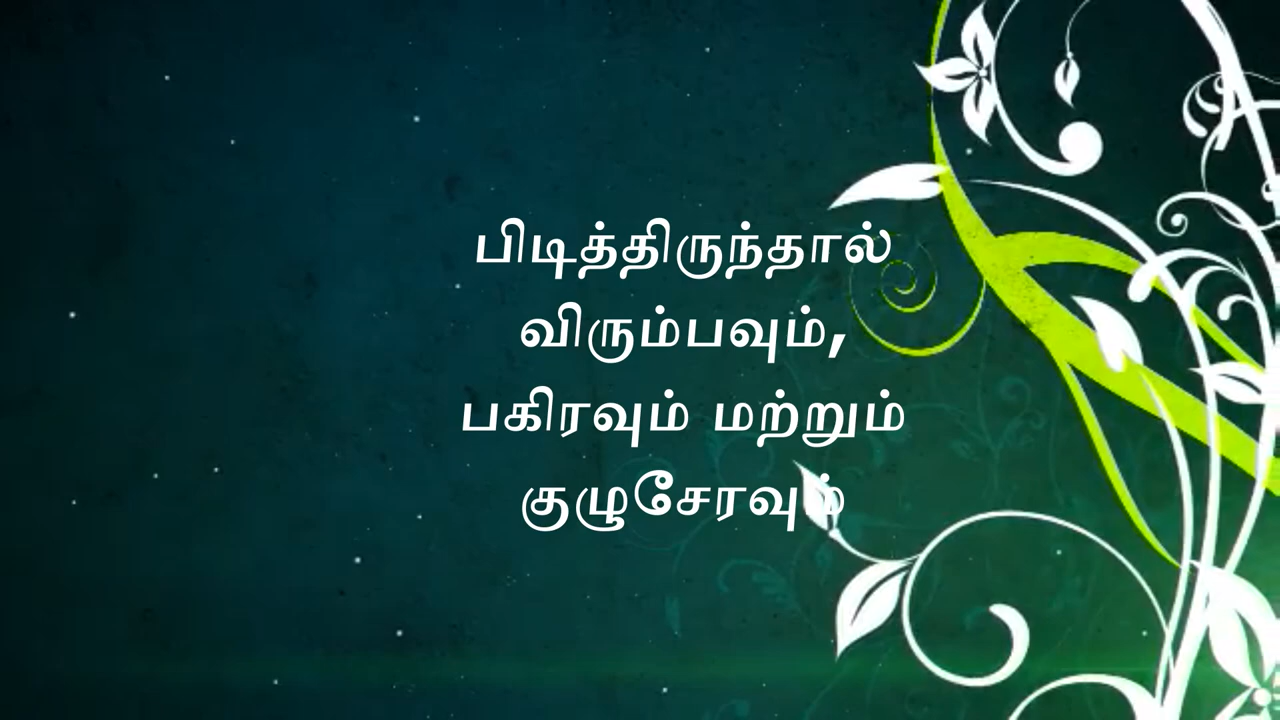 பிடித்திருந்தால்
விரும்பவும்,
பகிரவும் மற்றும்
குழுசேரவும்